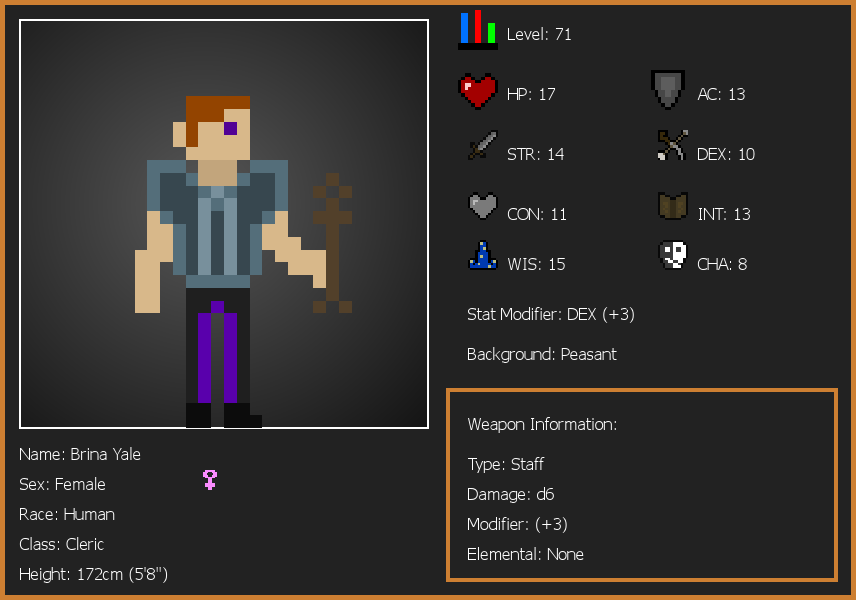 Level: 71
HP: 17
AC: 13
STR: 14
DEX: 10
CON: 11
INT: 13
WIS: 15
CHA: 8
Stat Modifier: DEX (+3)
Background: Peasant
Weapon Information:
Type: Staff
Damage: d6
Modifier: (+3)
Elemental: None
Name: Brina Yale
Sex: Female
Race: Human
Class: Cleric
Height: 172cm (5'8")